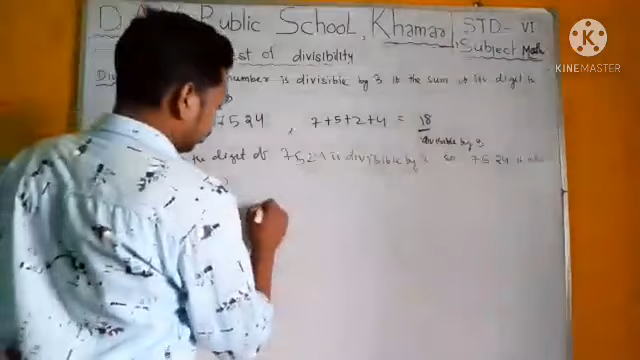 D.A.V. Public School, Khamar STD- VI
Subject Math
KINEMASTER
Test of divisibility
number is divisible by 3 if the sum of its digit is
7524, 7+5+2+4 = 18
divisible by 3
the digit of 7524 is divisible by 3 so 7524 is also